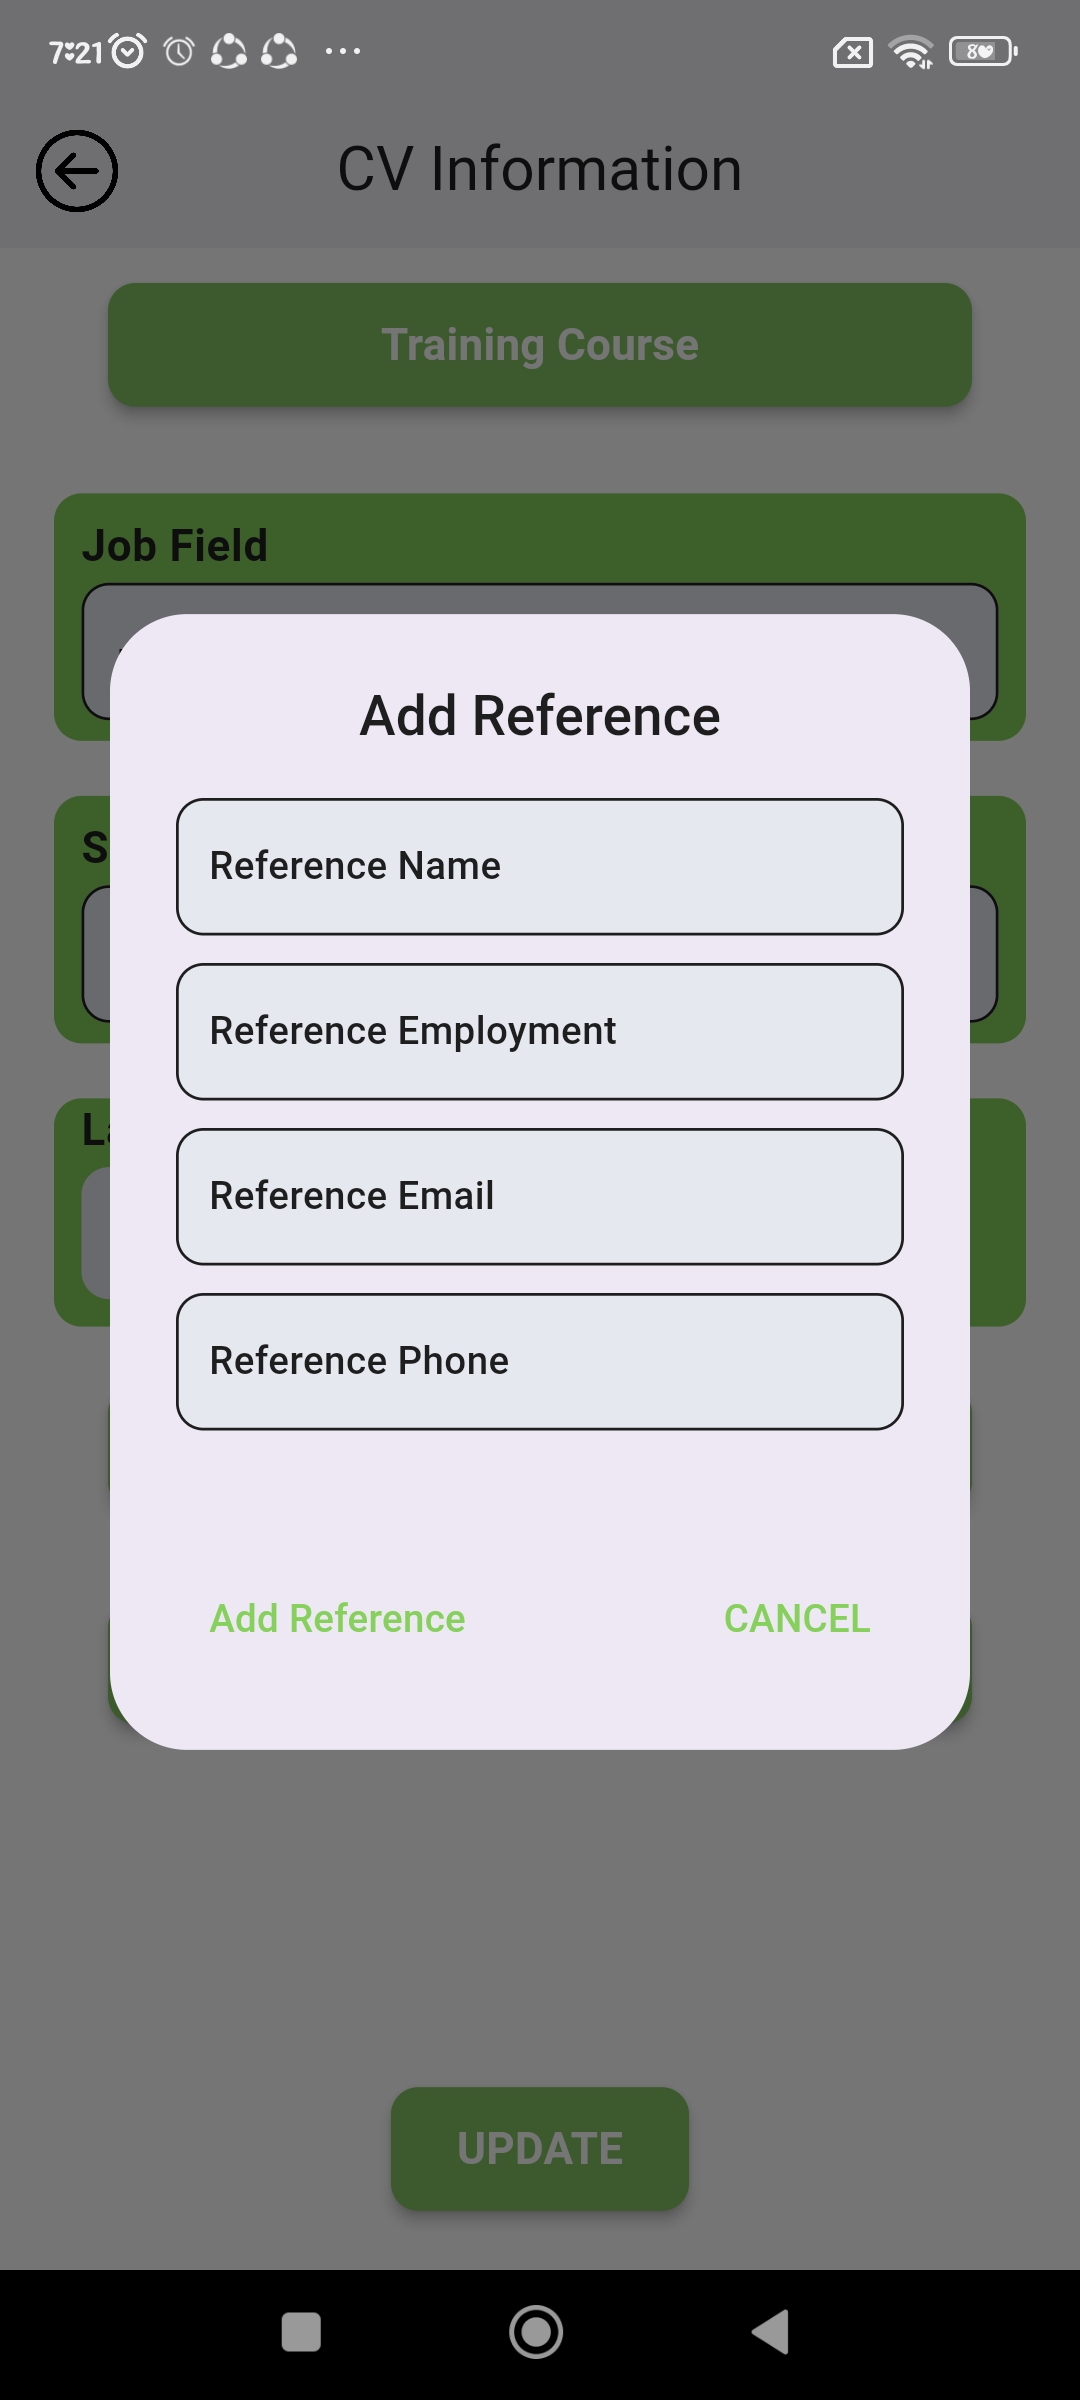 7:21
CV Information
Training Course
Job Field
Add Reference
Reference Name
S
Reference Employment
La
Reference Email
Reference Phone
Add Reference CANCEL
UPDATE